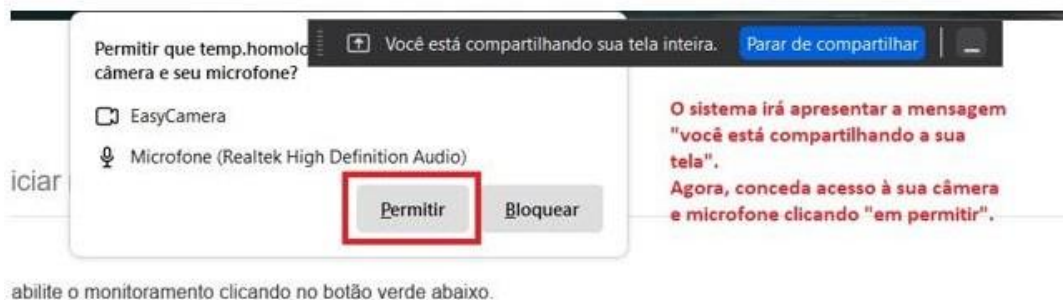 Permitir que temp.homolo
câmera e seu microfone?
Você está compartilhando sua tela inteira.
Parar de compartilhar
EasyCamera
Microfone (Realtek High Definition Audio)
iciar
Permitir
Bloquear
O sistema irá apresentar a mensagem
"você está compartilhando a sua
tela".
Agora, conceda acesso à sua câmera
e microfone clicando "em permitir".
abilite o monitoramento clicando no botão verde abaixo.